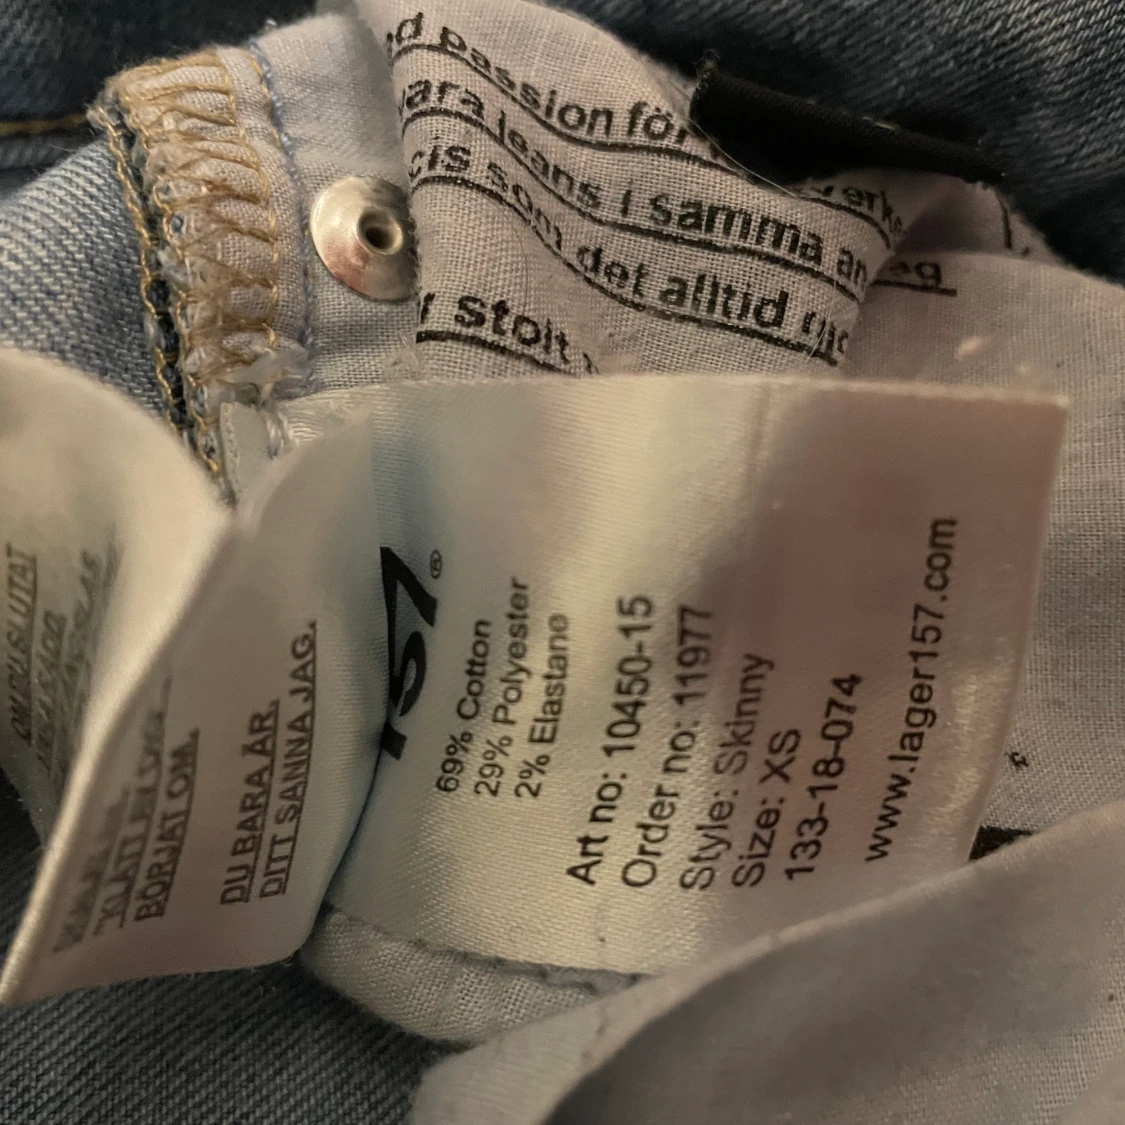 d passion för
vara jeans i samma an
cis som det alltid
stolt
157®
69% Cotton
29% Polyester
2% Elastane
Art no: 10450-15
Order no: 11977
Style: Skinny
Size: XS
133-18-074
www.lager157.com
BÖRJAT OM.
DU BARA ÄR.
DITT SANNA JAG.